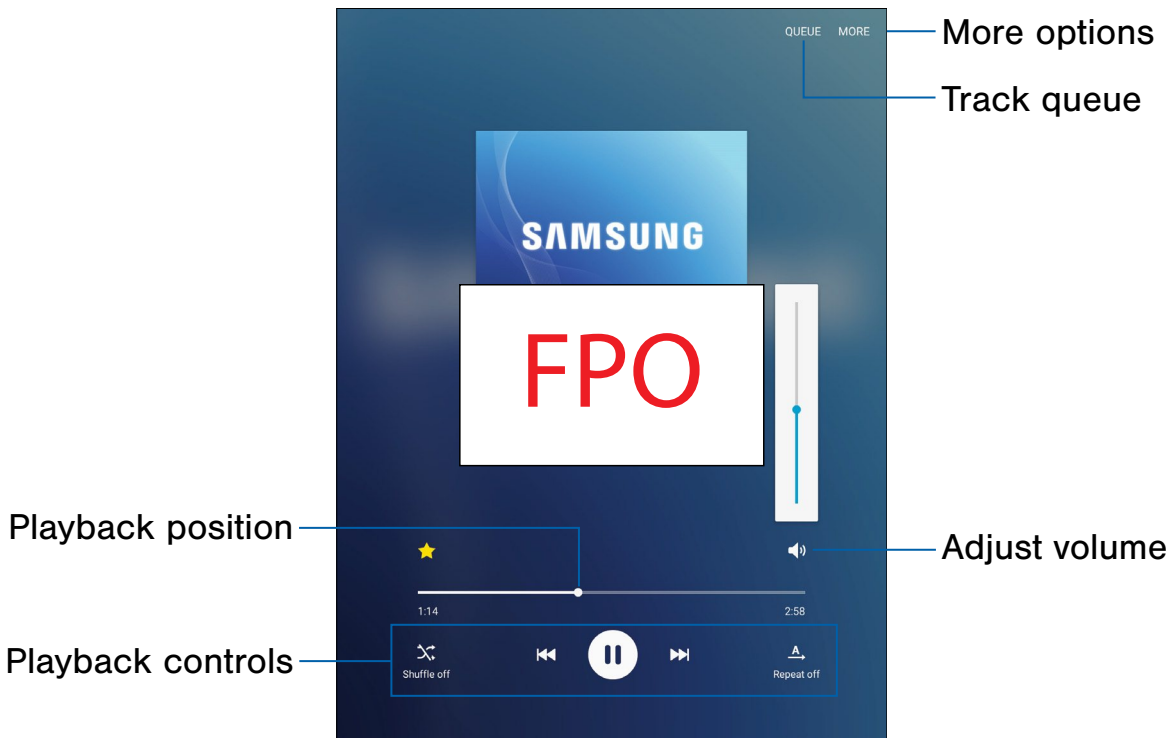 QUEUE MORE
More options
Track queue
SAMSUNG
FPO
Playback position
Adjust volume
1:14
2:58
Playback controls
Shuffle off
A
Repeat off